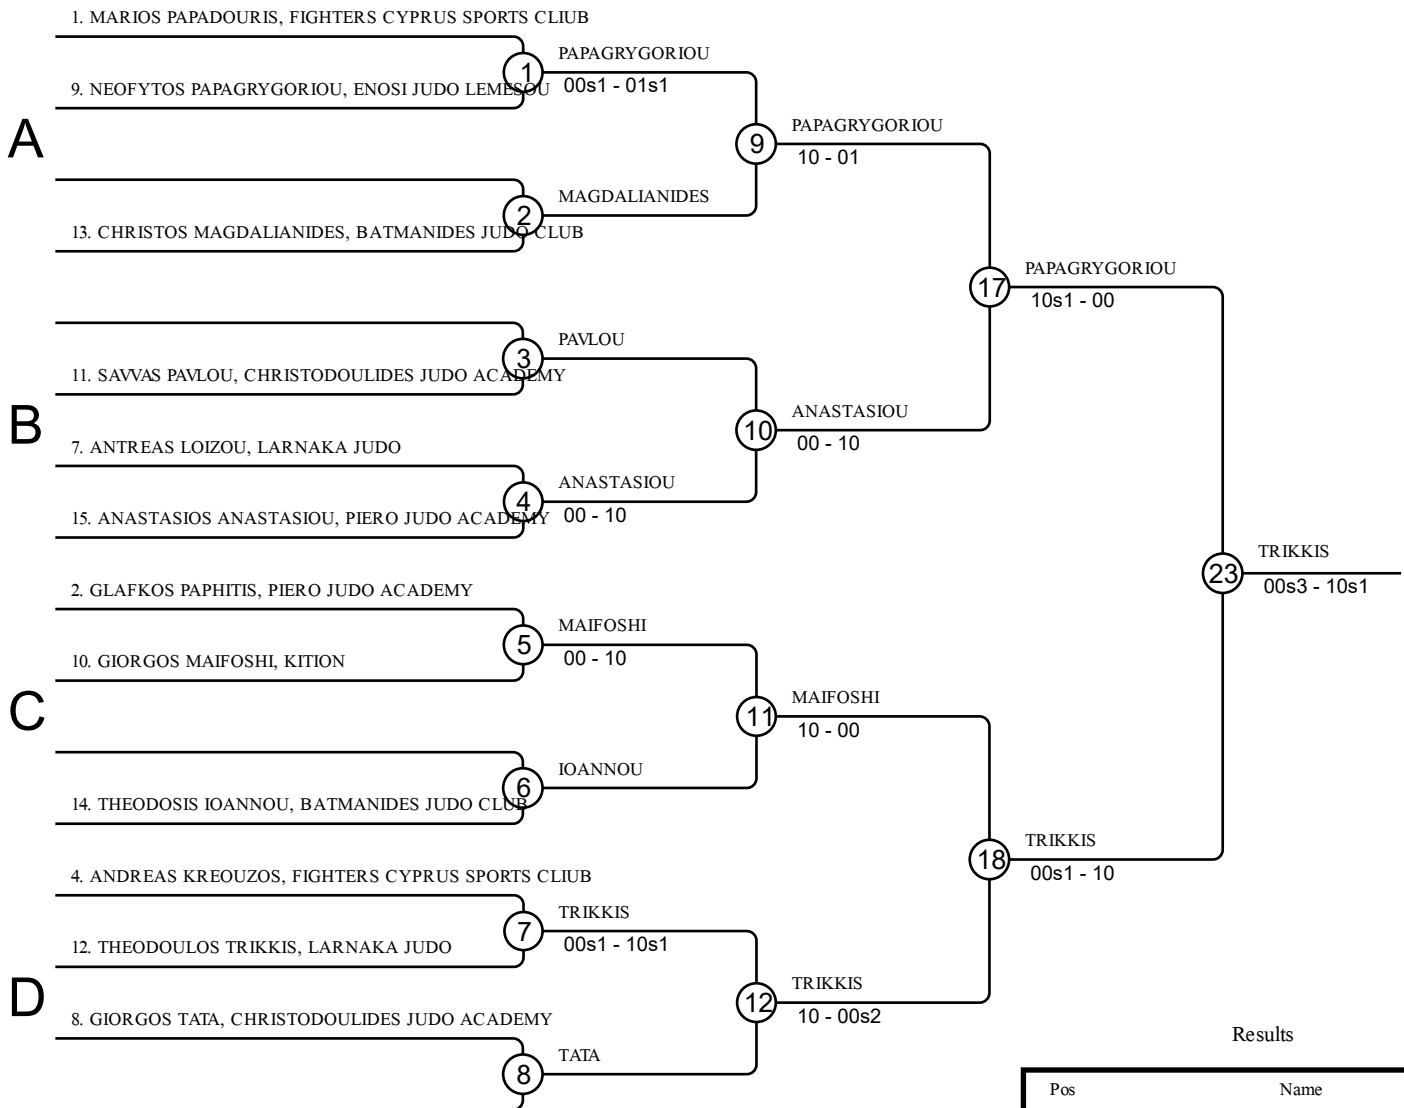 1. MARIOS PAPADOURIS, FIGHTERS CYPRUS SPORTS CLIUB
1
PAPAGRYGORIOU
00s1 - 01s1
9. NEOFYTOS PAPAGRYGORIOU, ENOSI JUDO LEMESOU
A
9
PAPAGRYGORIOU
10 - 01
2
MAGDALIANIDES
13. CHRISTOS MAGDALIANIDES, BATMANIDES JUDO CLUB
17
PAPAGRYGORIOU
10s1 - 00
3
PAVLOU
11. SAVVAS PAVLOU, CHRISTODOULIDES JUDO ACADEMY
B
10
ANASTASIOU
00 - 10
7. ANTREAS LOIZOU, LARNAKA JUDO
4
ANASTASIOU
00 - 10
15. ANASTASIOS ANASTASIOU, PIERO JUDO ACADEMY
23
TRIKKIS
00s3 - 10s1
2. GLAFKOS PAPHITIS, PIERO JUDO ACADEMY
5
MAIFOSHI
00 - 10
10. GIORGOS MAIFOSHI, KITION
C
11
MAIFOSHI
10 - 00
6
IOANNOU
14. THEODOSIS IOANNOU, BATMANIDES JUDO CLUB
18
TRIKKIS
00s1 - 10
4. ANDREAS KREOUZOS, FIGHTERS CYPRUS SPORTS CLIUB
7
TRIKKIS
00s1 - 10s1
12. THEODOULOS TRIKKIS, LARNAKA JUDO
D
12
TRIKKIS
10 - 00s2
8. GIORGOS TATA, CHRISTODOULIDES JUDO ACADEMY
8
TATA
Results
Pos Name